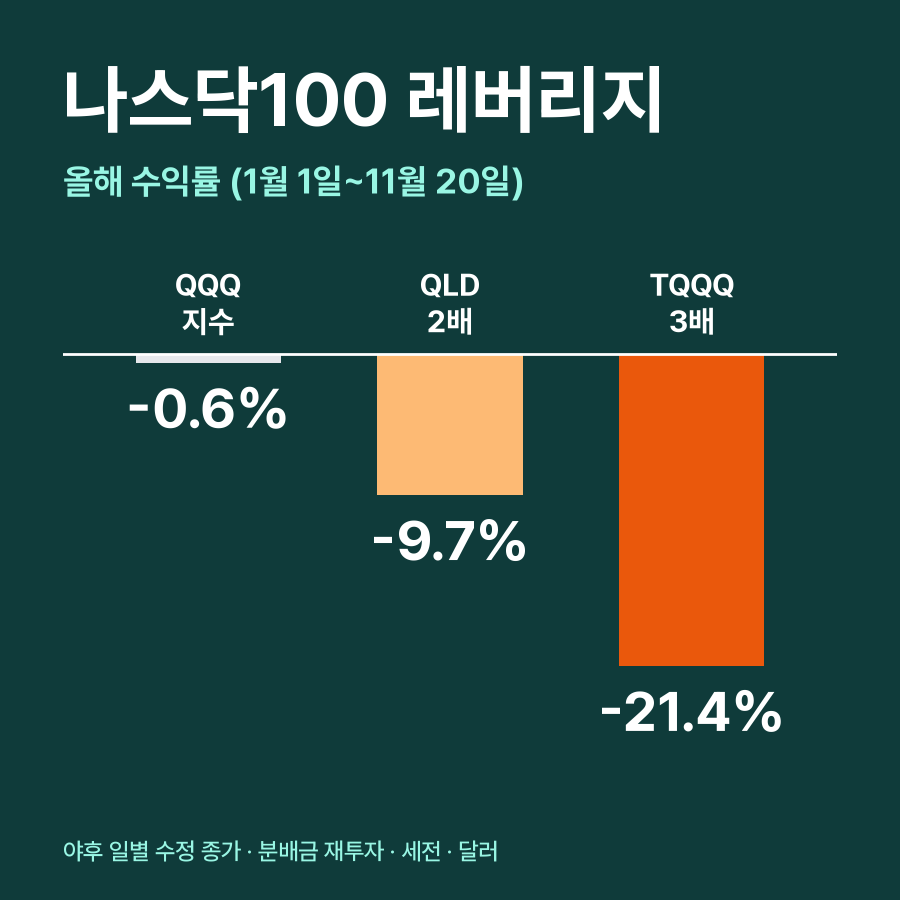 나스닥100 레버리지
올해 수익률 (1월 1일~11월 20일)
QQQ
지수
QLD
2배
TQQQ
3배
-0.6%
-9.7%
-21.4%
야후 일별 수정 종가 · 분배금 재투자 · 세전 · 달러